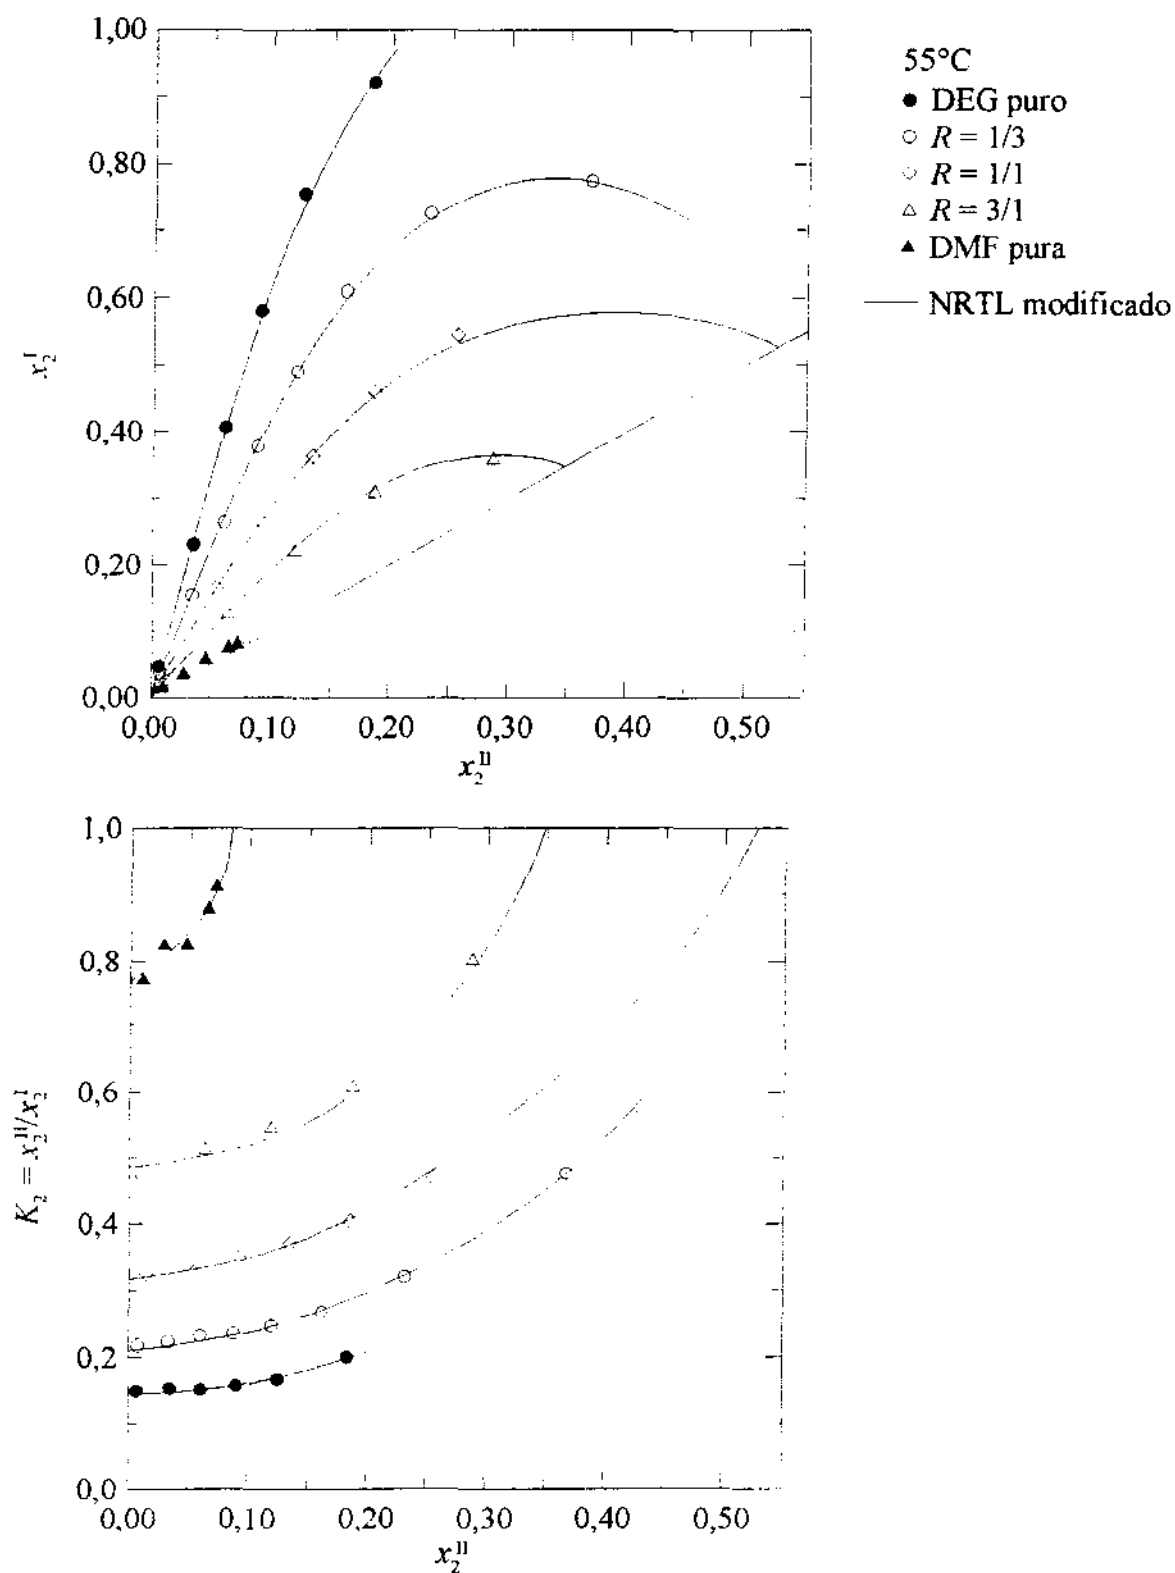 1,00
0,80
0,60
0,40
0,20
0,00
x₂ᴵ
0,00 0,10 0,20 0,30 0,40 0,50
x₂ᴵᴵ
55°C
DEG puro
R = 1/3
R = 1/1
R = 3/1
DMF pura
NRTL modificado
1,0
0,8
0,6
0,4
0,2
0,0
K₂ = x₂ᴵᴵ/x₂ᴵ
0,00 0,10 0,20 0,30 0,40 0,50
x₂ᴵᴵ